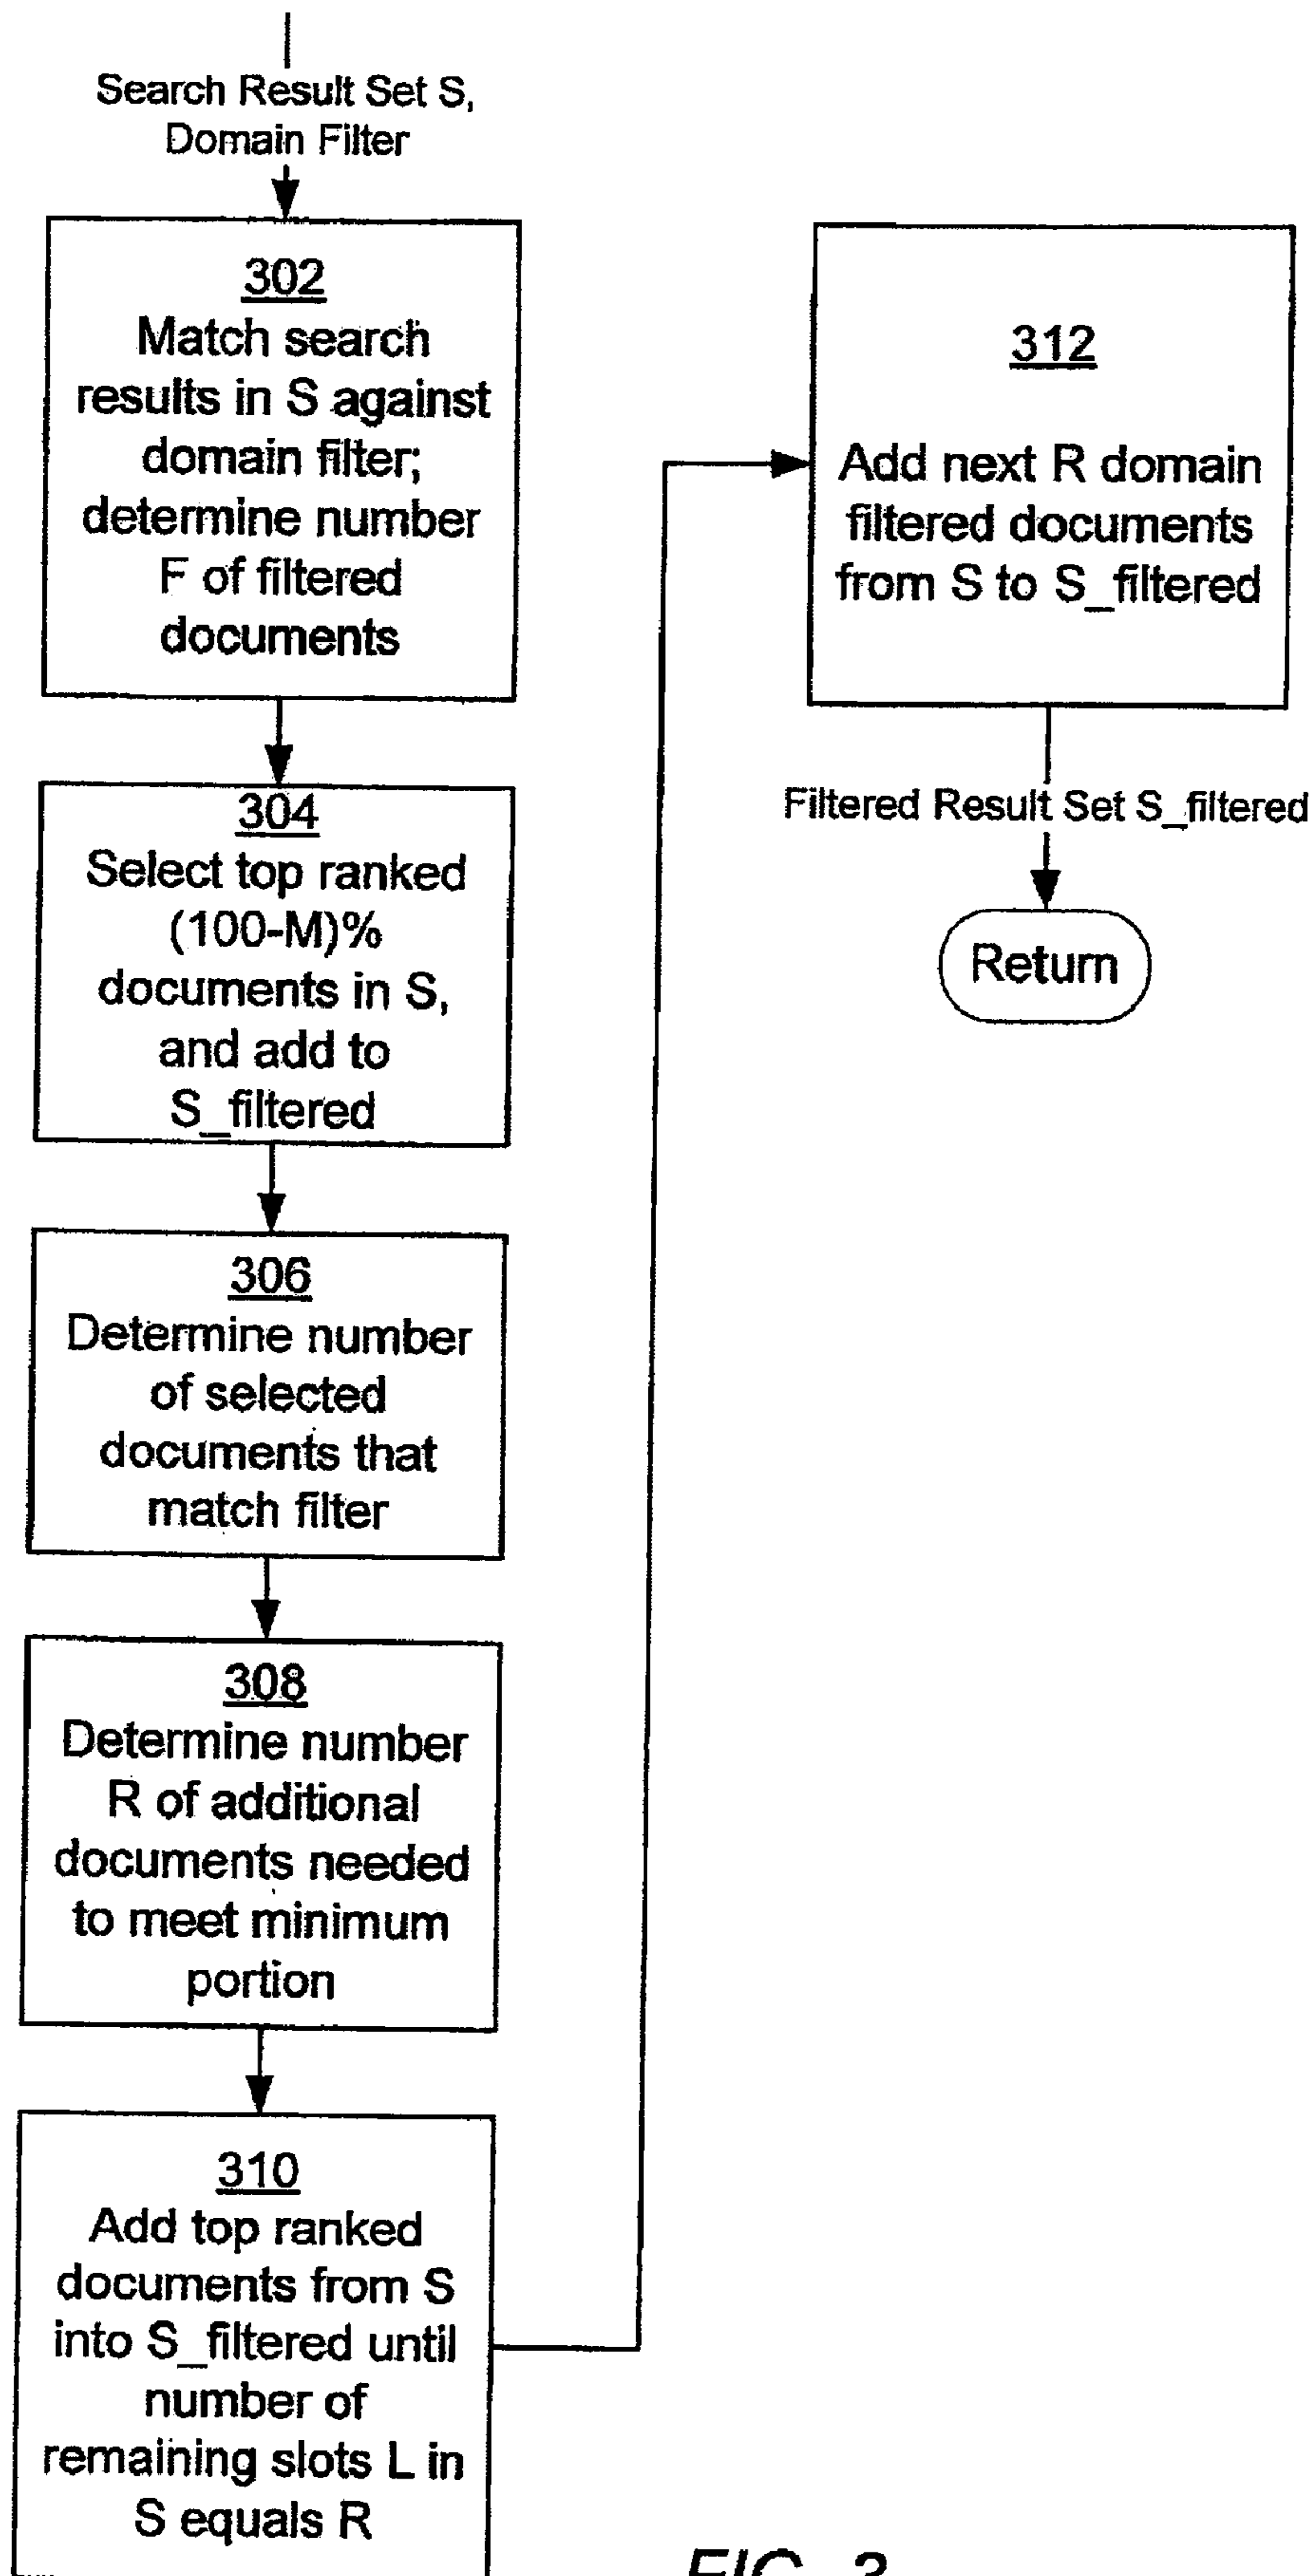 Search Result Set S,
Domain Filter
302
Match search
results in S against
domain filter;
determine number
F of filtered
documents
304
Select top ranked
(100-M)%
documents in S,
and add to
S_filtered
306
Determine number
of selected
documents that
match filter
308
Determine number
R of additional
documents needed
to meet minimum
portion
310
Add top ranked
documents from S
into S_filtered until
number of
remaining slots L in
S equals R
312
Add next R domain
filtered documents
from S to S_filtered
Filtered Result Set S_filtered
Return
FIG.